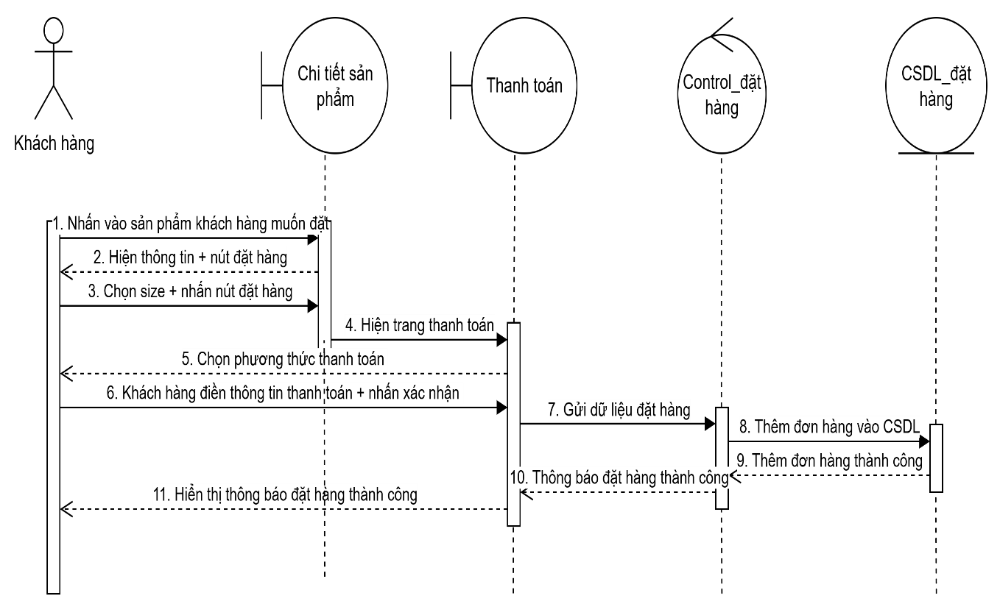 Chi tiết sản
phẩm
Thanh toán
Control_đặt
hàng
CSDL_đặt
hàng
Khách hàng
1. Nhấn vào sản phẩm khách hàng muốn đặt
2. Hiện thông tin + nút đặt hàng
3. Chọn size + nhấn nút đặt hàng
4. Hiện trang thanh toán
5. Chọn phương thức thanh toán
6. Khách hàng điền thông tin thanh toán + nhấn xác nhận
7. Gửi dữ liệu đặt hàng
8. Thêm đơn hàng vào CSDL
9. Thêm đơn hàng thành công
10. Thông báo đặt hàng thành công
11. Hiển thị thông báo đặt hàng thành công